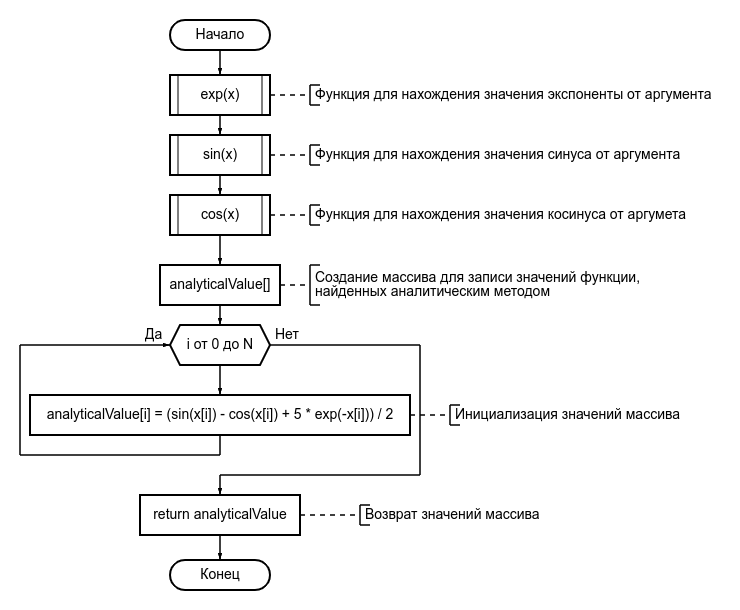 Начало
exp(x)
Функция для нахождения значения экспоненты от аргумента
sin(x)
Функция для нахождения значения синуса от аргумента
cos(x)
Функция для нахождения значения косинуса от аргумета
analyticalValue[]
Создание массива для записи значений функции,
найденных аналитическим методом
Да
i от 0 до N
Нет
analyticalValue[i] = (sin(x[i]) - cos(x[i]) + 5 * exp(-x[i])) / 2
Инициализация значений массива
return analyticalValue
Возврат значений массива
Конец